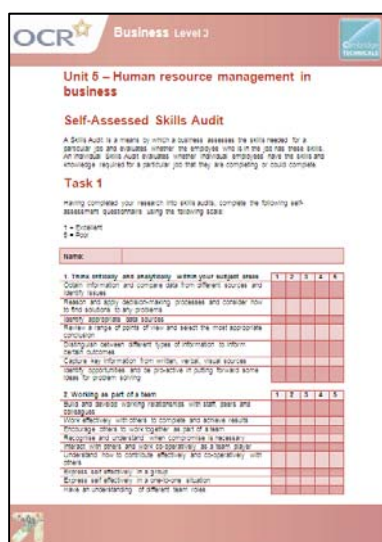 OCR
Business Level 3
Cambridge
TECHNICALS
Unit 5 – Human resource management in
business
Self-Assessed Skills Audit
A Skills Audit is a means by which a business assesses the skills needed for a
particular job and evaluates whether the employee who is in the job has these skills.
An Individual Skills Audit evaluates whether individual employees have the skills and
knowledge required for a particular job that they are completing or could complete.
Task 1
Having completed your research into skills audits, complete the following self-
assessment questionnaire using the following scale:
1 = Excellent
5 = Poor
Name:
1. Think critically and analytically within your subject areas 1 2 3 4 5
Obtain information and compare data from different sources and
identify issues
Reason and apply decision-making processes and consider how
to find solutions to any problems
Identify appropriate data sources
Review a range of points of view and select the most appropriate
conclusion
Distinguish between different types of information to inform
certain outcomes
Capture key information from written, verbal, visual sources
Identify opportunities and be pro-active in putting forward some
ideas for problem solving
2. Working as part of a team 1 2 3 4 5
Build and develop working relationships with staff, peers and
colleagues
Work effectively with others to complete and achieve results
Encourage others to work together as part of a team
Recognise and understand when compromise is necessary
Interact with others and work co-operatively as a team player
Understand how to contribute effectively and co-operatively with
others
Express self effectively in a group
Express self effectively in a one-to-one situation
Have an understanding of different team roles